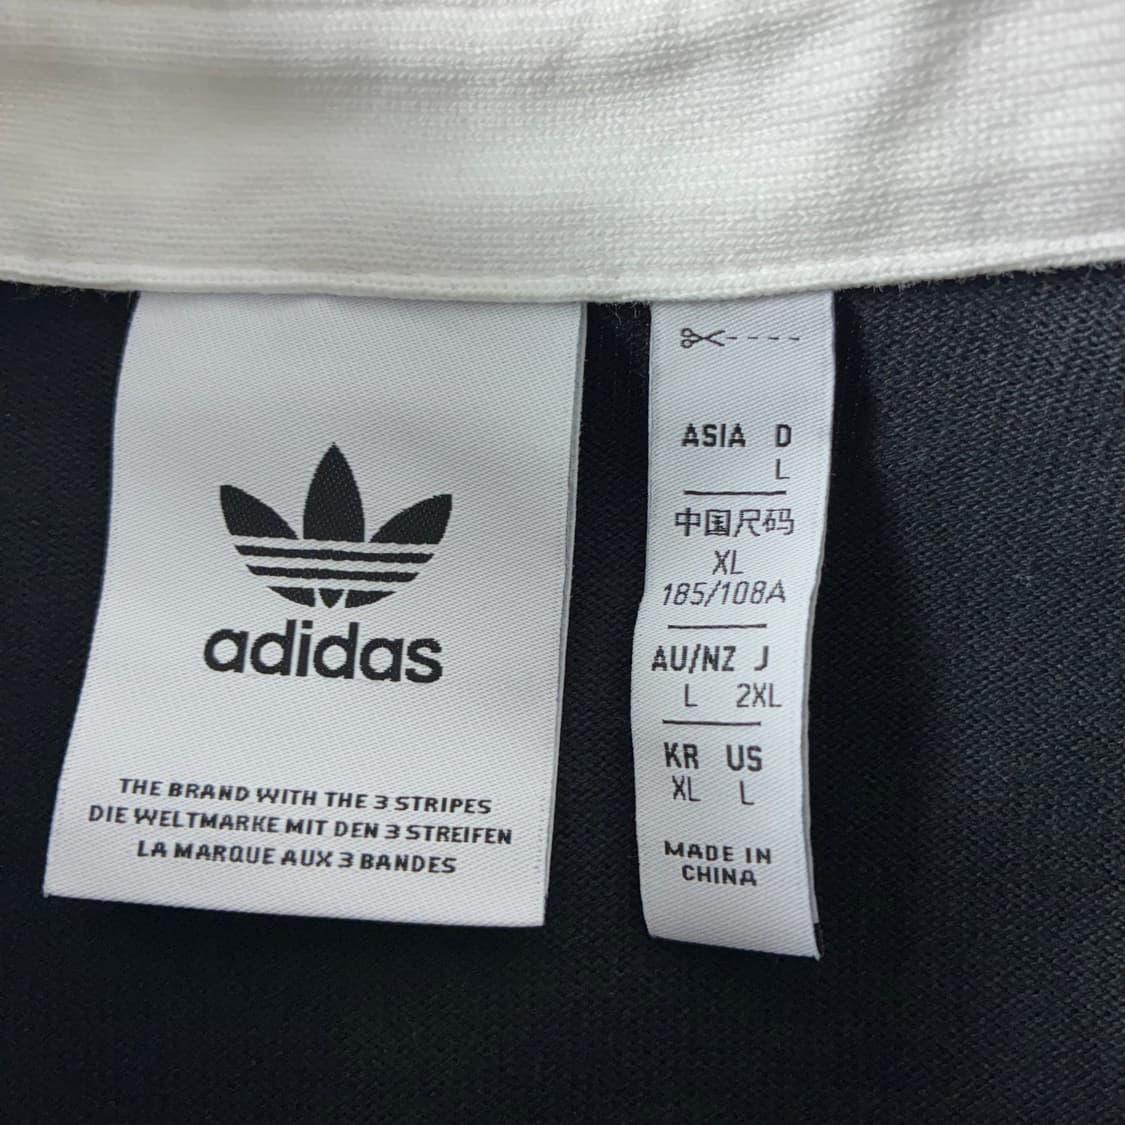 adidas
THE BRAND WITH THE 3 STRIPES
DIE WELTMARKE MIT DEN 3 STREIFEN
LA MARQUE AUX 3 BANDES
ASIA D
L
中国尺码
XL
185/108A
AU/NZ J
L 2XL
KR US
XL L
MADE IN
CHINA